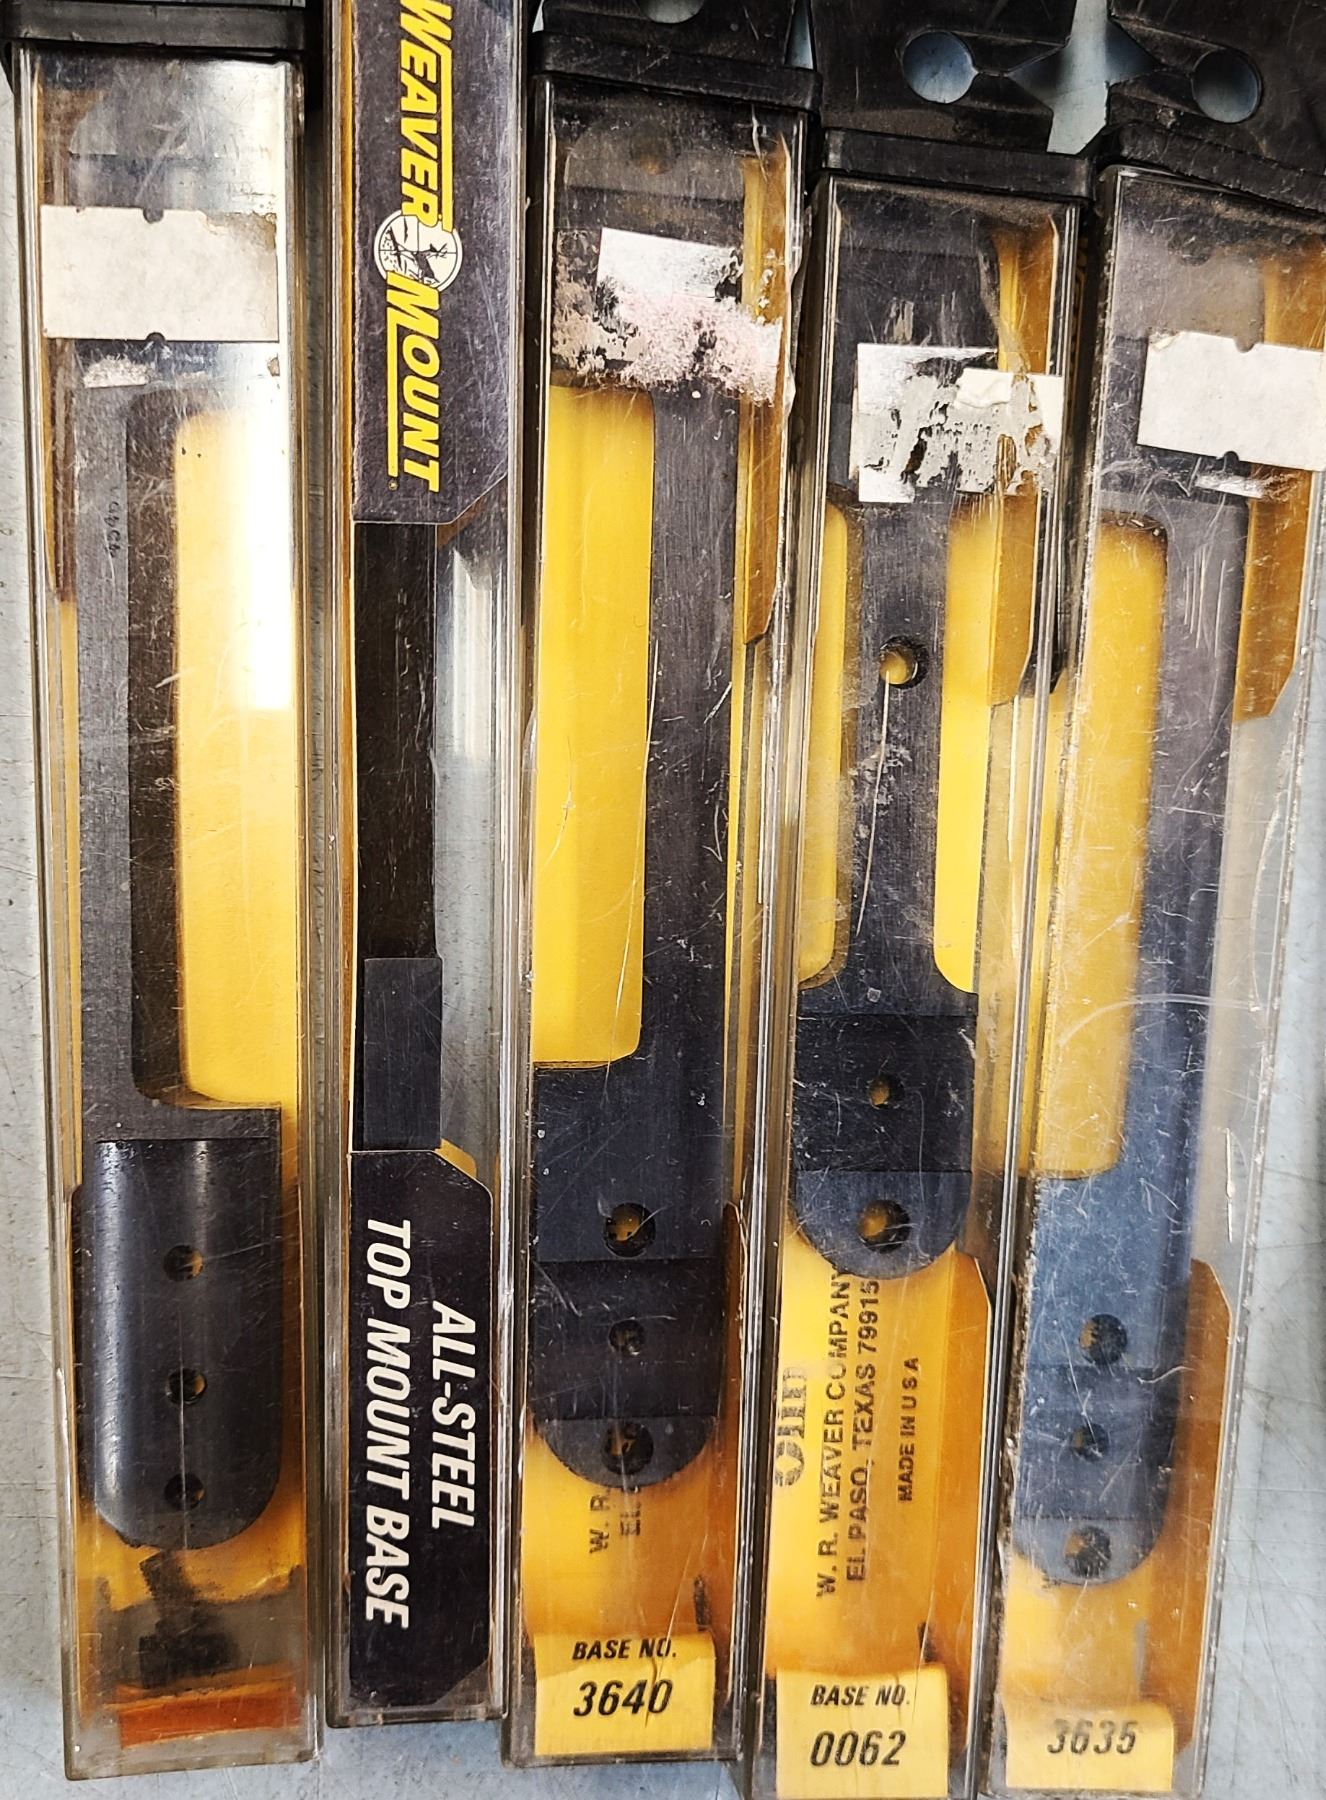 WEAVER MOUNT
ALL-STEEL
TOP MOUNT BASE
W. R.
BASE NO.
3640
W. R. WEAVER COMPANY
EL PASO, TEXAS 79915
MADE IN U S A
BASE NO.
0062
3635